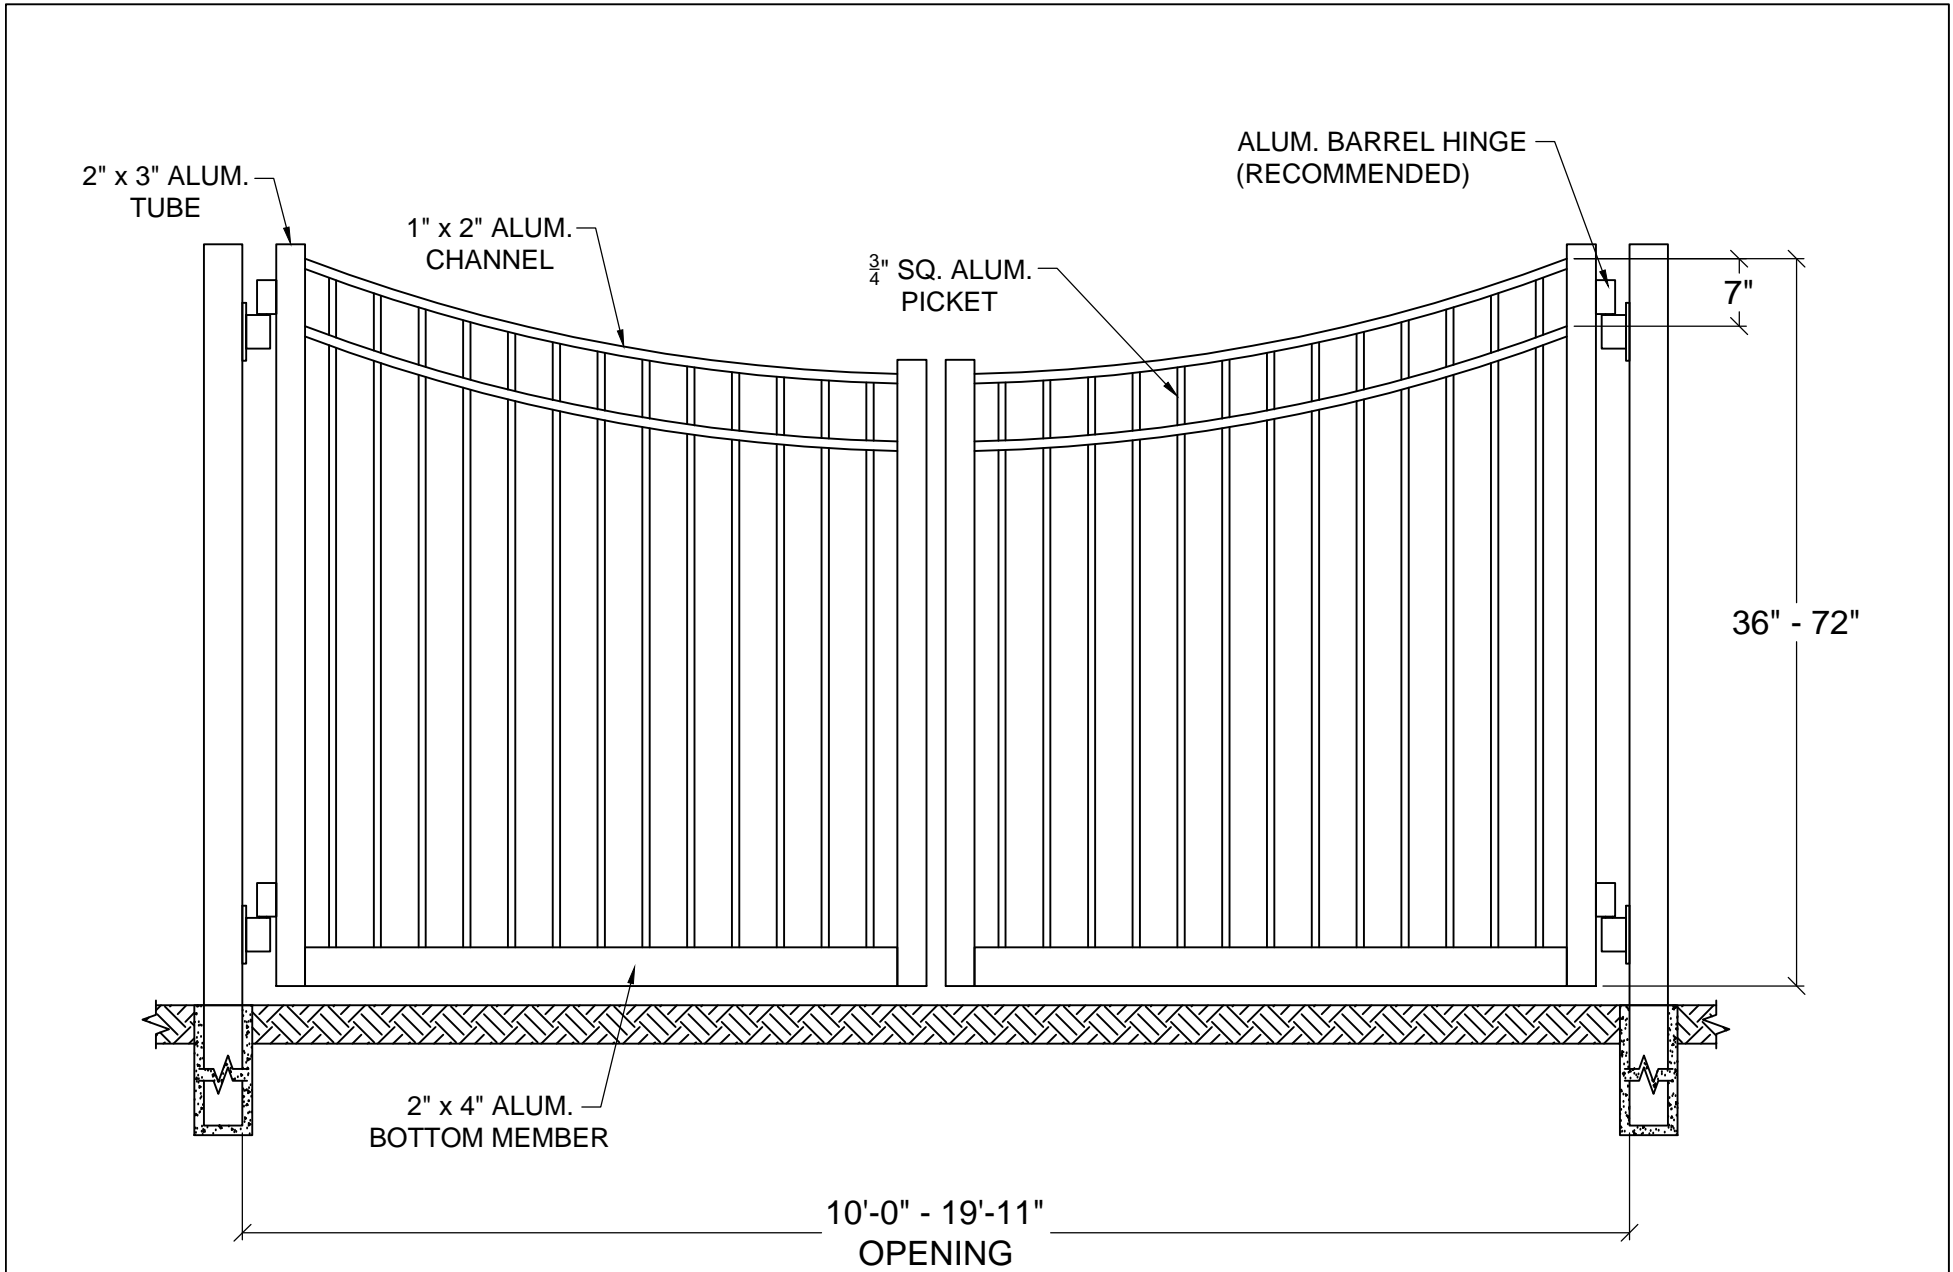 ALUM. BARREL HINGE
(RECOMMENDED)
2" x 3" ALUM.
TUBE
1" x 2" ALUM.
CHANNEL
3/4" SQ. ALUM.
PICKET
7"
36" - 72"
2" x 4" ALUM.
BOTTOM MEMBER
10'-0" - 19'-11"
OPENING